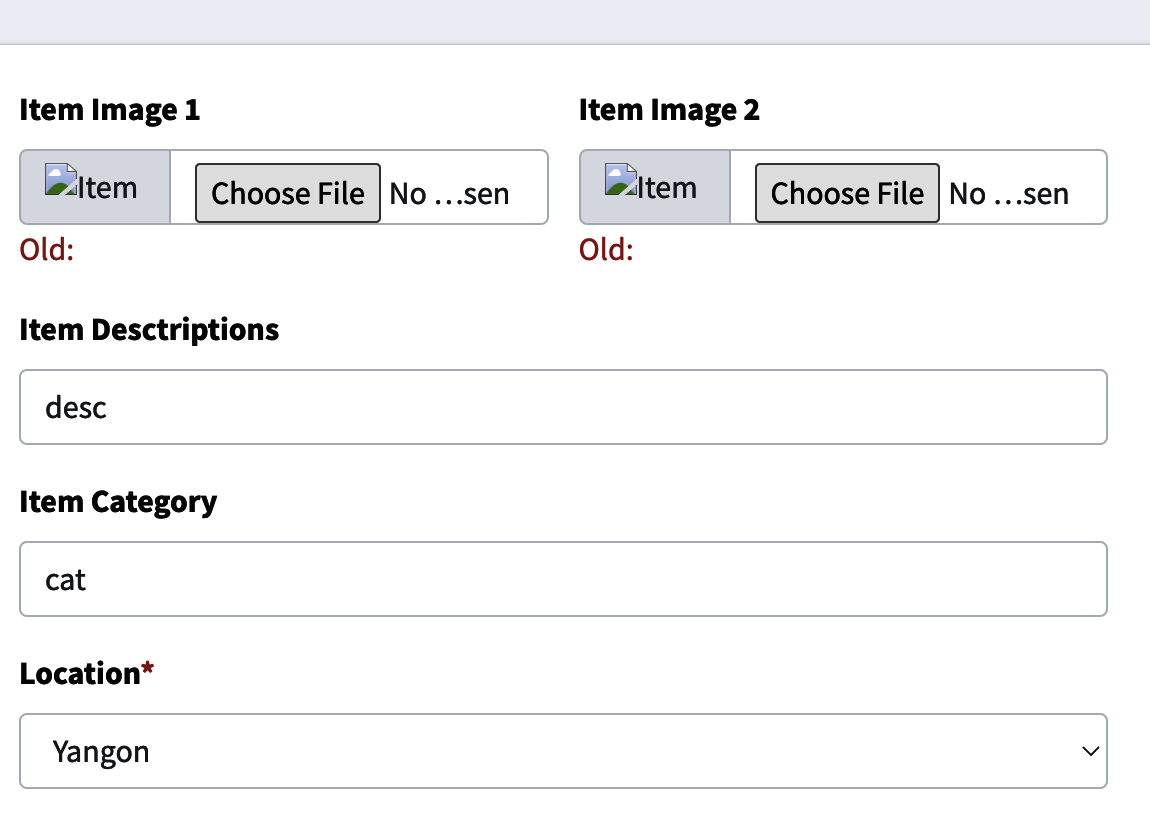 Item Image 1 Item Image 2
Item Choose File No ...sen Item Choose File No ...sen
Old: Old:
Item Desctriptions
desc
Item Category
cat
Location*
Yangon